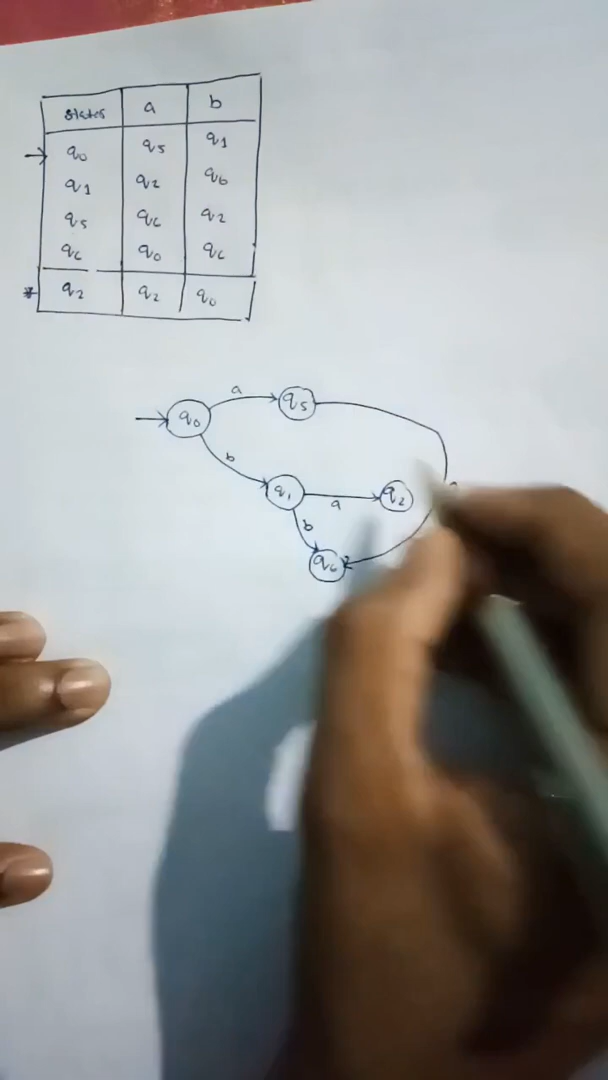 states a b
→ q0 q5 q1
q1 q2 q6
q5 q6 q2
q6 q0 q6
* q2 q2 q0
a
q0 q5
b
q1 q2
a
b
q6